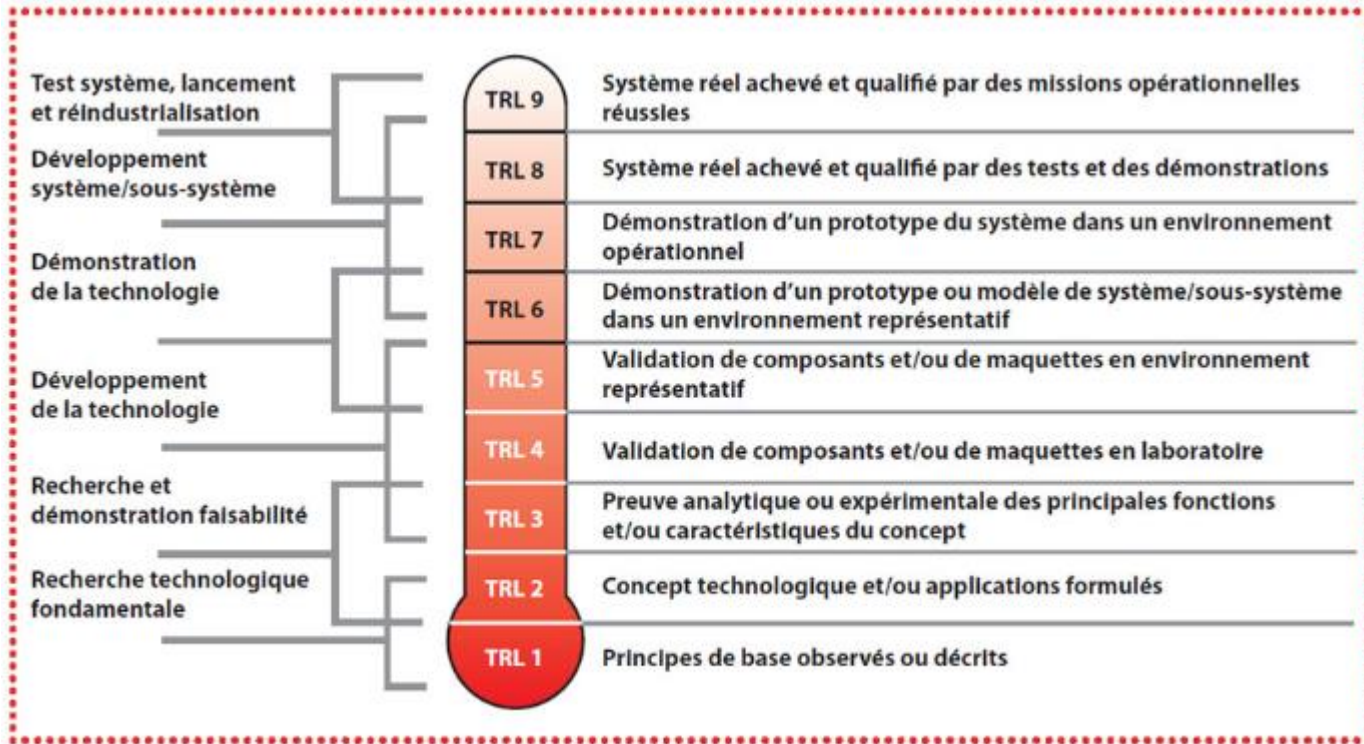 Test système, lancement
et réindustrialisation
Développement
système/sous-système
Démonstration
de la technologie
Développement
de la technologie
Recherche et
démonstration faisabilité
Recherche technologique
fondamentale
TRL 9
Système réel achevé et qualifié par des missions opérationnelles
réussies
TRL 8
Système réel achevé et qualifié par des tests et des démonstrations
TRL 7
Démonstration d'un prototype du système dans un environnement
opérationnel
TRL 6
Démonstration d'un prototype ou modèle de système/sous-système
dans un environnement représentatif
TRL 5
Validation de composants et/ou de maquettes en environnement
représentatif
TRL 4
Validation de composants et/ou de maquettes en laboratoire
TRL 3
Preuve analytique ou expérimentale des principales fonctions
et/ou caractéristiques du concept
TRL 2
Concept technologique et/ou applications formulés
TRL 1
Principes de base observés ou décrits